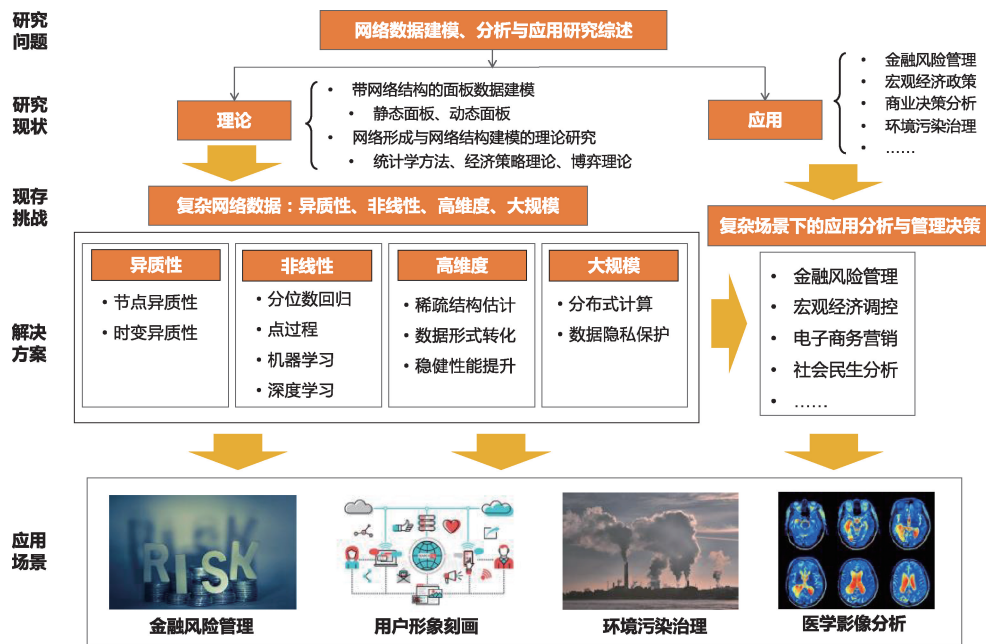 研究
问题
网络数据建模、分析与应用研究综述
研究
现状
理论
• 带网络结构的面板数据建模
• 静态面板、动态面板
• 网络形成与网络结构建模的理论研究
• 统计学方法、经济策略理论、博弈理论
应用
• 金融风险管理
• 宏观经济政策
• 商业决策分析
• 环境污染治理
• ……
现存
挑战
复杂网络数据：异质性、非线性、高维度、大规模
复杂场景下的应用分析与管理决策
解决
方案
异质性
• 节点异质性
• 时变异质性
非线性
• 分位数回归
• 点过程
• 机器学习
• 深度学习
高维度
• 稀疏结构估计
• 数据形式转化
• 稳健性能提升
大规模
• 分布式计算
• 数据隐私保护
• 金融风险管理
• 宏观经济调控
• 电子商务营销
• 社会民生分析
• ……
应用
场景
RISK
RISK
金融风险管理
用户形象刻画
环境污染治理
医学影像分析